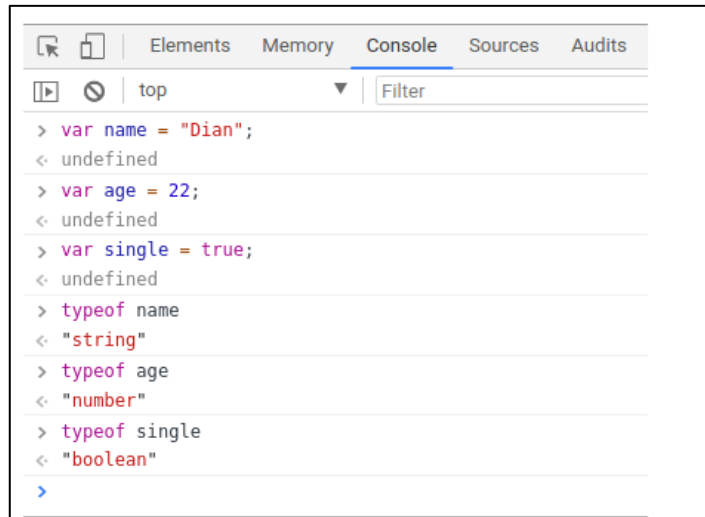 Elements Memory Console Sources Audits
top ▼ Filter
> var name = "Dian";
<· undefined
> var age = 22;
<· undefined
> var single = true;
<· undefined
> typeof name
<· "string"
> typeof age
<· "number"
> typeof single
<· "boolean"
>